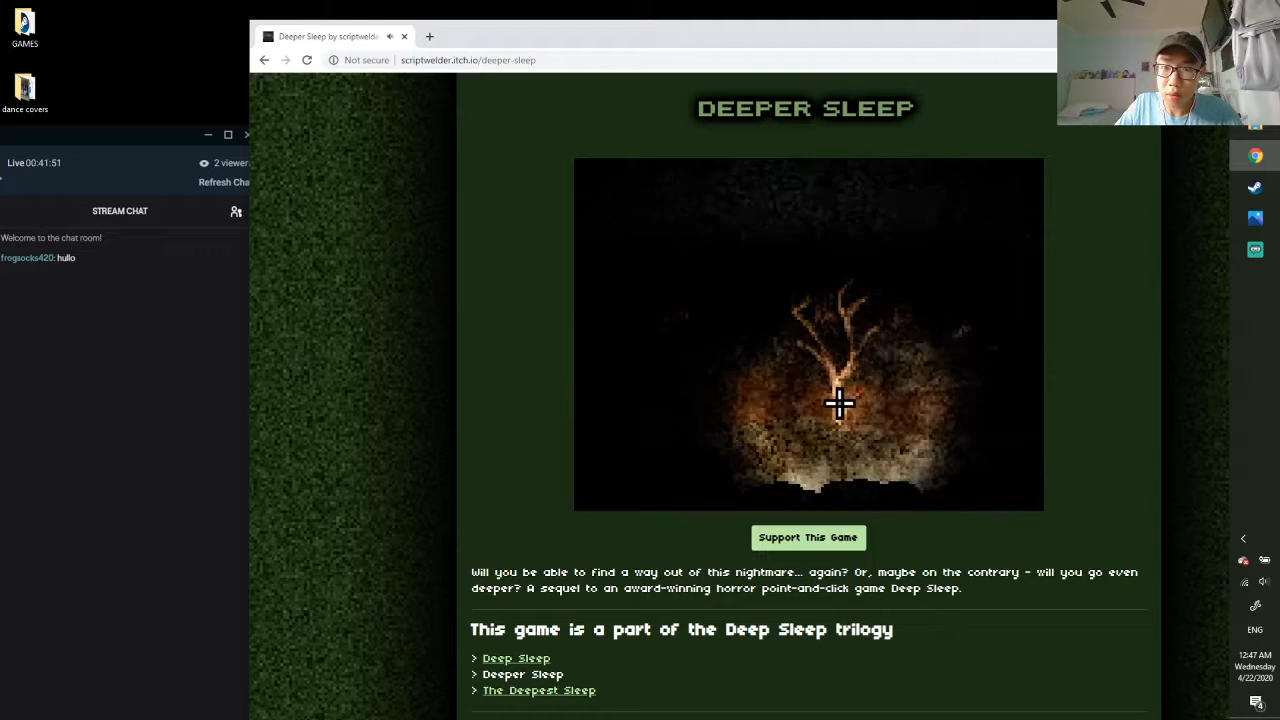 GAMES
dance covers
Live 00:41:51
2 viewer
Refresh Cha
STREAM CHAT
Welcome to the chat room!
frogsocks420: hullo
Deeper Sleep by scriptwelde
Not secure
scriptwelder.itch.io/deeper-sleep
DEEPER SLEEP
Support This Game
Will you be able to find a way out of this nightmare... again? Or, maybe on the contrary - will you go even
deeper? A sequel to an award-winning horror point-and-click game Deep Sleep.
This game is a part of the Deep Sleep trilogy
> Deep Sleep
> Deeper Sleep
> The Deepest Sleep
ENG
12:47 AM
Wednesday
4/22/2020
4